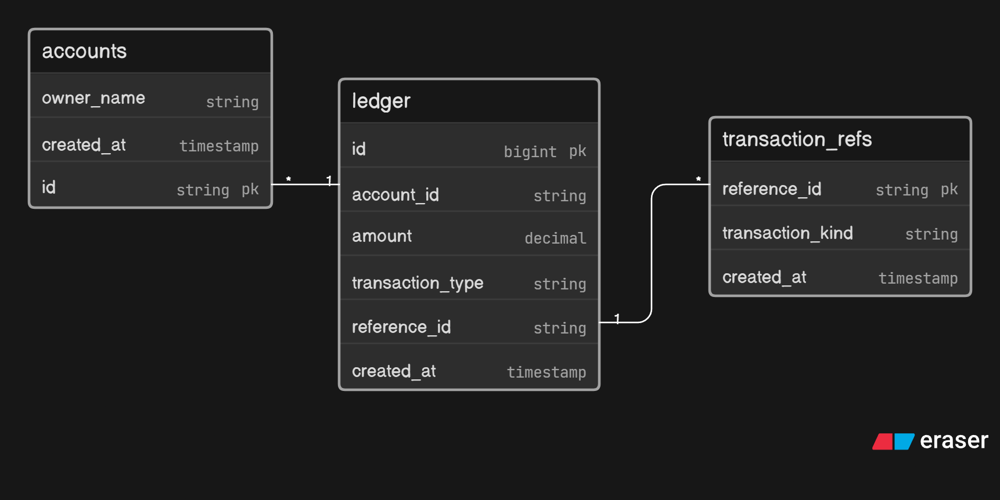 accounts
owner_name string
created_at timestamp
id string pk
* 1
ledger
id bigint pk
account_id string
amount decimal
transaction_type string
reference_id string
created_at timestamp
1 *
transaction_refs
reference_id string pk
transaction_kind string
created_at timestamp
eraser